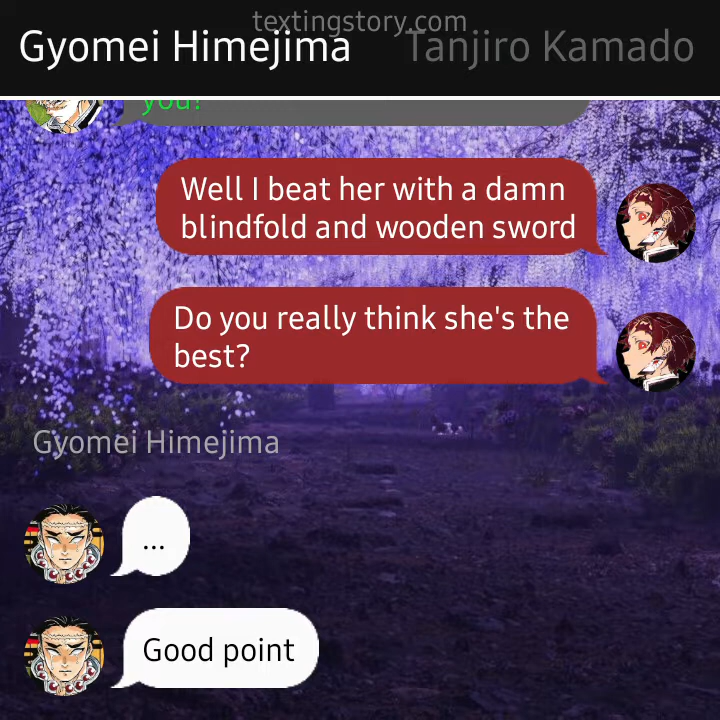 textingstory.com
Gyomei Himejima
Tanjiro Kamado
you?
Well I beat her with a damn
blindfold and wooden sword
Do you really think she's the
best?
Gyomei Himejima
...
Good point